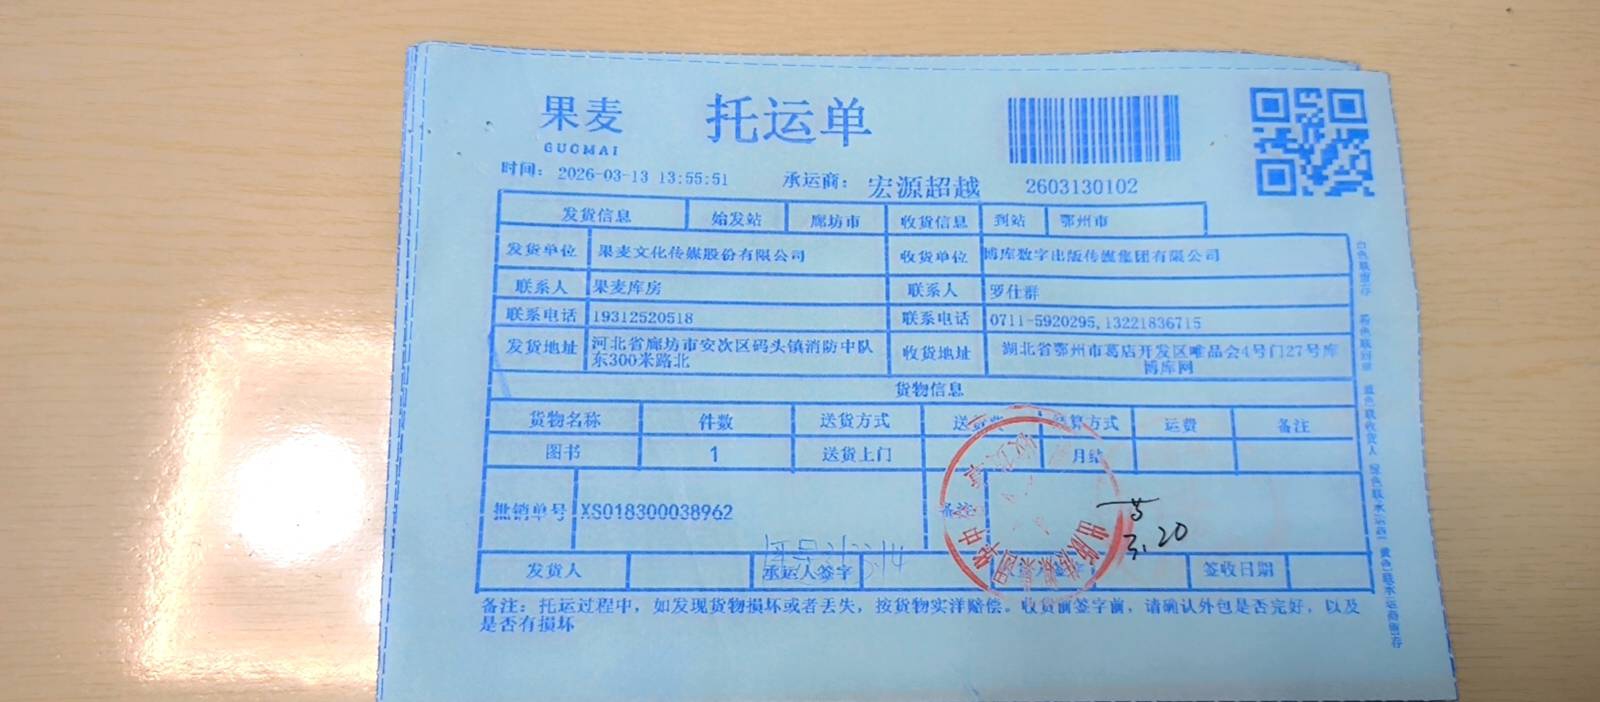 果麦
GUOMAI
托运单
时间: 2026-03-13 13:55:51 承运商: 宏源超越 2603130102
发货信息 始发站 廊坊市 收货信息 到站 鄂州市
发货单位 果麦文化传媒股份有限公司 收货单位 博库数字出版传媒集团有限公司
联系人 果麦库房 联系人 罗仕群
联系电话 19312520518 联系电话 0711-5920295,13221836715
发货地址 河北省廊坊市安次区码头镇消防中队 收货地址 湖北省鄂州市葛店开发区唯品会4号门27号库
东300米路北 博库网
货物信息
货物名称 件数 送货方式 送货费 结算方式 运费 备注
图书 1 送货上门 月结
批销单号 XS018300038962 备注
3.20
发货人 承运人签字 签收日期
备注: 托运过程中, 如发现货物损坏或者丢失, 按货物实洋赔偿。收货前签字前, 请确认外包是否完好, 以及
是否有损坏